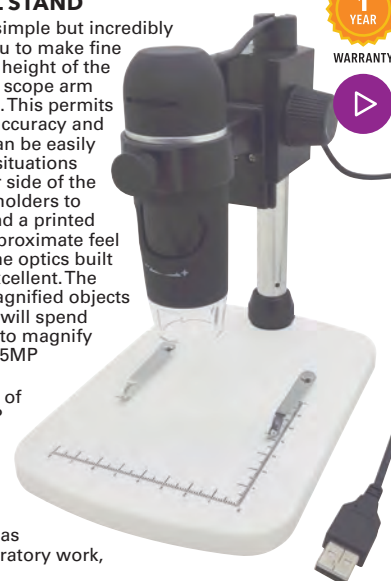 STAND
simple but incredibly
u to make fine
height of the
scope arm
. This permits
ccuracy and
an be easily
situations
r side of the
holders to
nd a printed
proximate feel
ne optics built
xcellent. The
agnified objects
will spend
to magnify
5MP
of
as
ratory work,
1
YEAR
WARRANTY